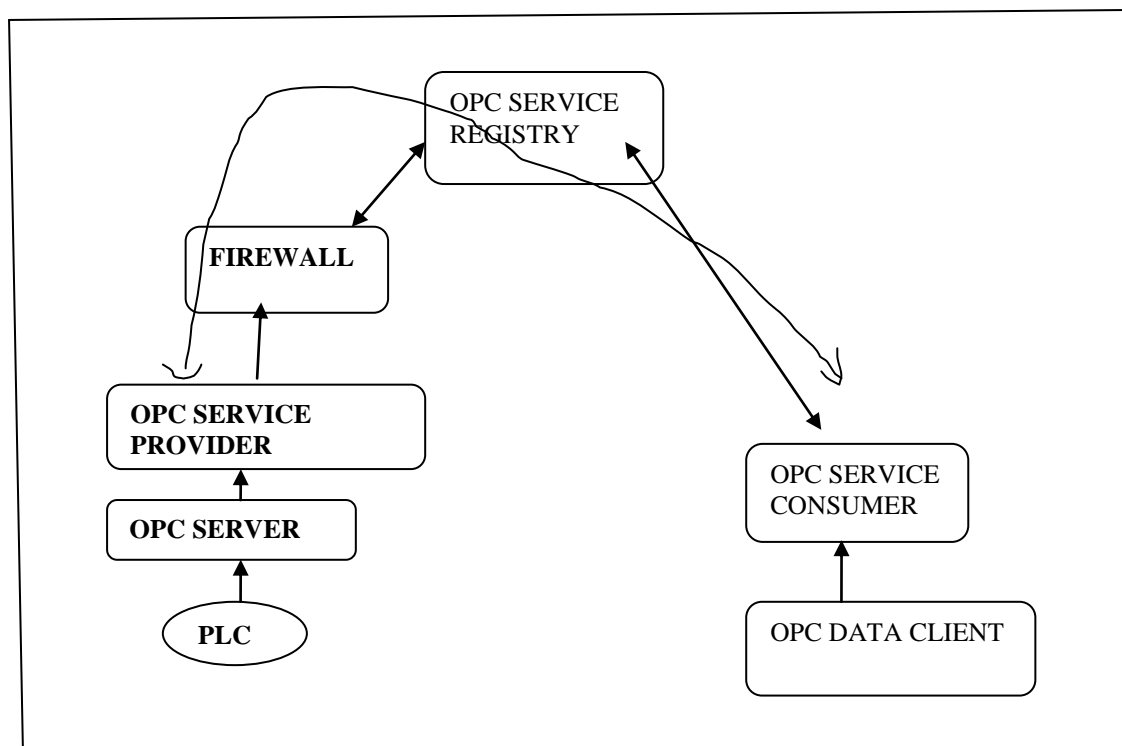 OPC SERVICE
REGISTRY
FIREWALL
OPC SERVICE
PROVIDER
OPC SERVICE
CONSUMER
OPC SERVER
PLC
OPC DATA CLIENT